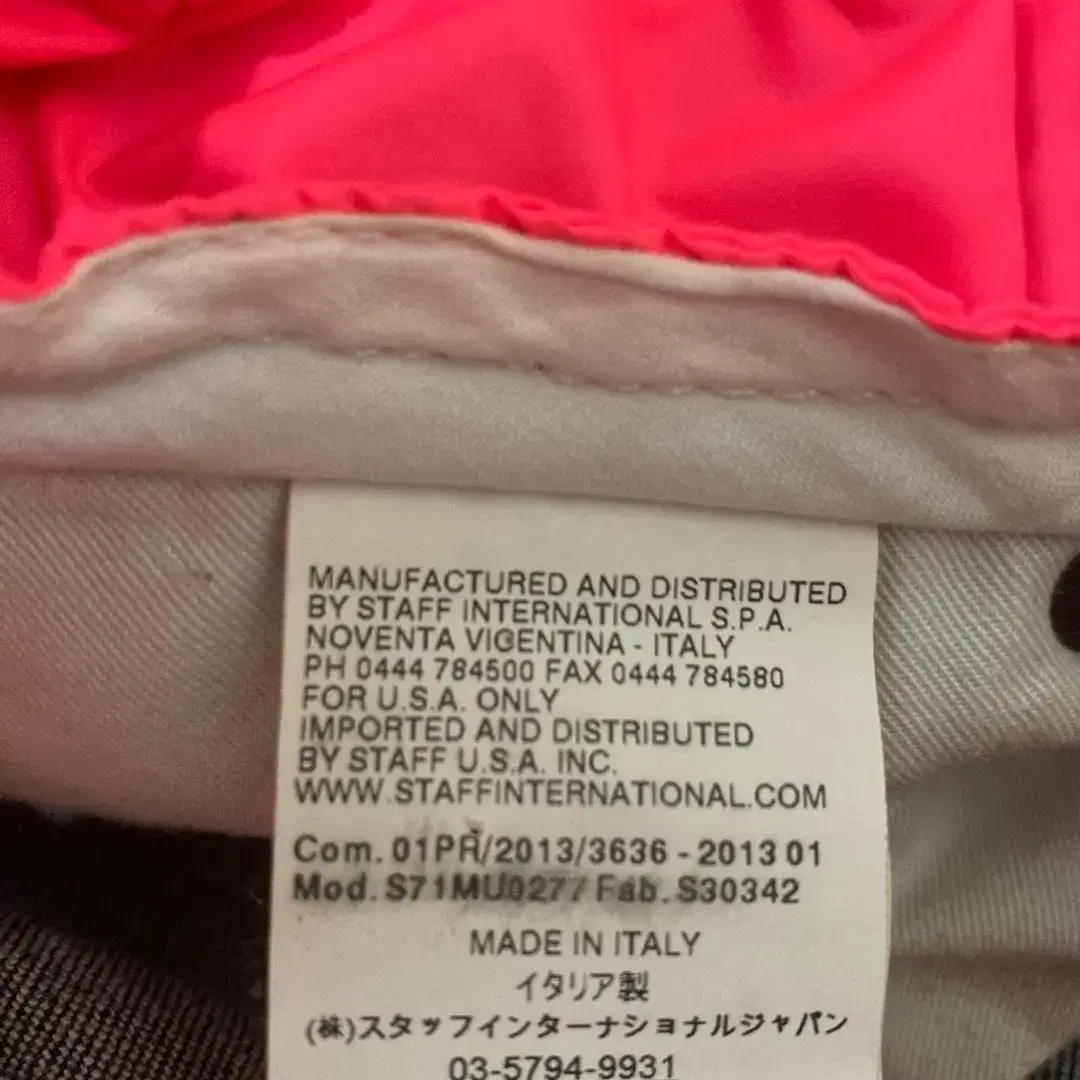 MANUFACTURED AND DISTRIBUTED
BY STAFF INTERNATIONAL S.P.A.
NOVENTA VIGENTINA - ITALY
PH 0444 784500 FAX 0444 784580
FOR U.S.A. ONLY
IMPORTED AND DISTRIBUTED
BY STAFF U.S.A. INC.
WWW.STAFFINTERNATIONAL.COM
Com. 01PR/2013/3636 - 2013 01
Mod. S71MU0277 Fab. S30342
MADE IN ITALY
イタリア製
(株)スタッフインターナショナルジャパン
03-5794-9931